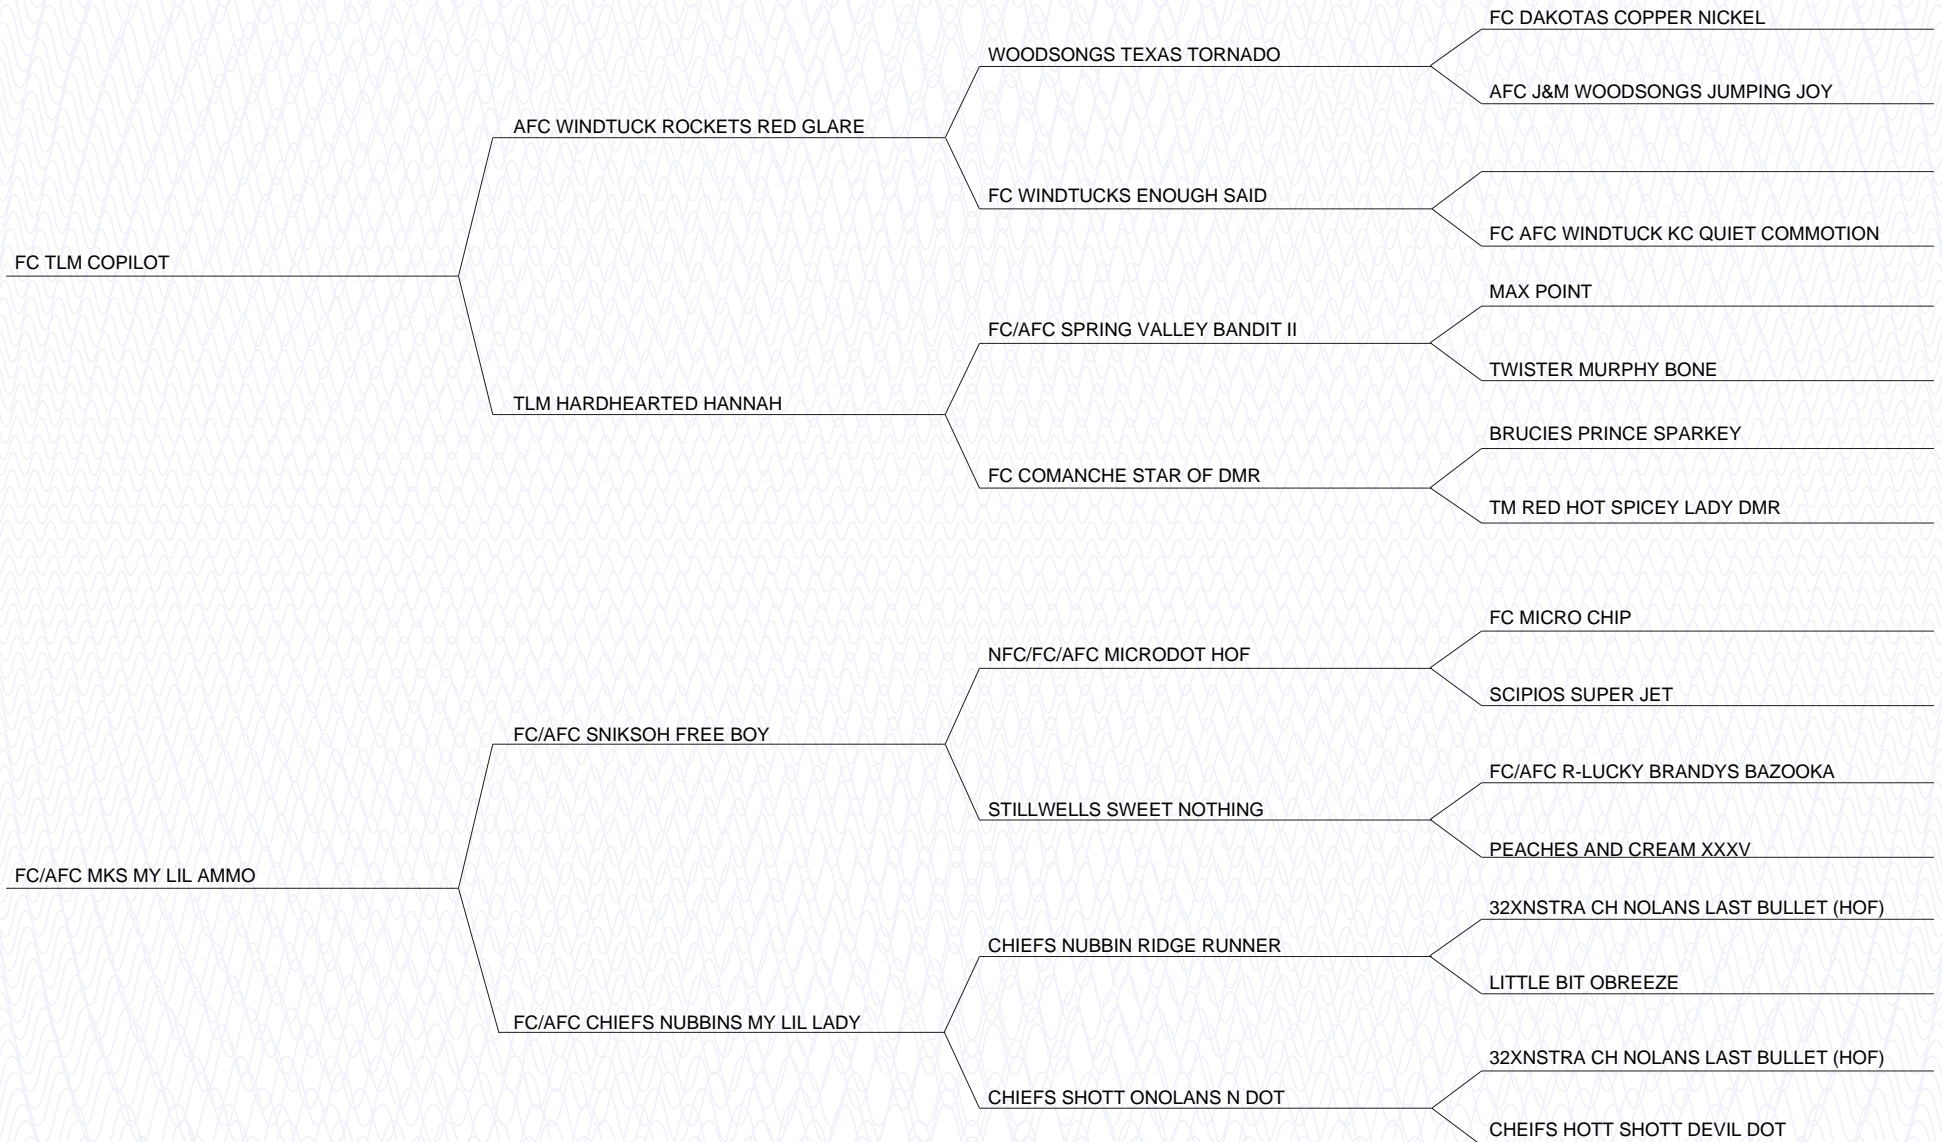 FC DAKOTAS COPPER NICKEL
WOODSONGS TEXAS TORNADO
AFC J&M WOODSONGS JUMPING JOY
AFC WINDTUCK ROCKETS RED GLARE
FC WINDTUCKS ENOUGH SAID
FC AFC WINDTUCK KC QUIET COMMOTION
FC TLM COPILOT
MAX POINT
FC/AFC SPRING VALLEY BANDIT II
TWISTER MURPHY BONE
TLM HARDHEARTED HANNAH
BRUCIES PRINCE SPARKEY
FC COMANCHE STAR OF DMR
TM RED HOT SPICEY LADY DMR
FC MICRO CHIP
NFC/FC/AFC MICRODOT HOF
SCIPIOS SUPER JET
FC/AFC SNIKSOH FREE BOY
FC/AFC R-LUCKY BRANDYS BAZOOKA
STILLWELLS SWEET NOTHING
PEACHES AND CREAM XXXV
FC/AFC MKS MY LIL AMMO
32XNSTRA CH NOLANS LAST BULLET (HOF)
CHIEFS NUBBIN RIDGE RUNNER
LITTLE BIT OBREEZE
FC/AFC CHIEFS NUBBINS MY LIL LADY
32XNSTRA CH NOLANS LAST BULLET (HOF)
CHIEFS SHOTT ONOLANS N DOT
CHEIFS HOTT SHOTT DEVIL DOT